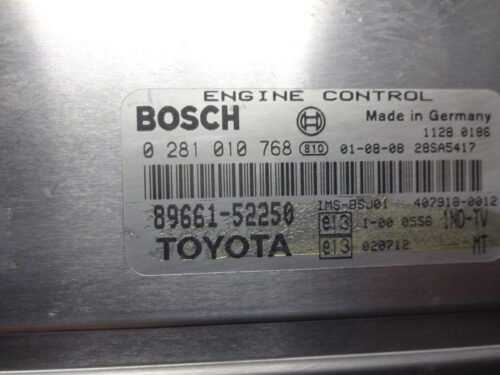 ENGINE CONTROL
BOSCH Made in Germany
1128 0186
0 281 010 768 810 01-08-08 28SA5417
IMS-BSJ01 407918-0012
89661-52250 e13 I-00 0556 1ND-TV
TOYOTA e13 020712 MT